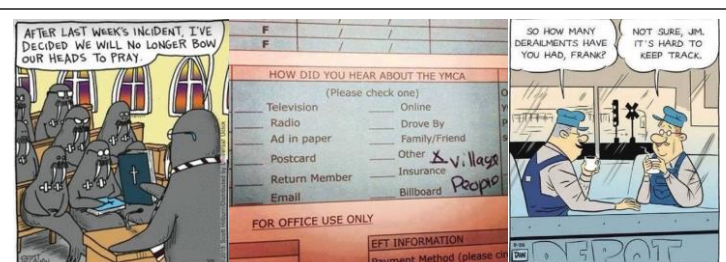 AFTER LAST WEEK'S INCIDENT, I'VE
DECIDED WE WILL NO LONGER BOW
OUR HEADS TO PRAY.
F / /
F / /
HOW DID YOU HEAR ABOUT THE YMCA
(Please check one)
Television
Radio
Ad in paper
Postcard
Return Member
Email
Online
Drove By
Family/Friend
Other X Village
People
Insurance
Billboard
FOR OFFICE USE ONLY
EFT INFORMATION
Payment Method (please
SO HOW MANY
DERAILMENTS HAVE
YOU HAD, FRANK?
NOT SURE, JIM.
IT'S HARD TO
KEEP TRACK.
DEPOT